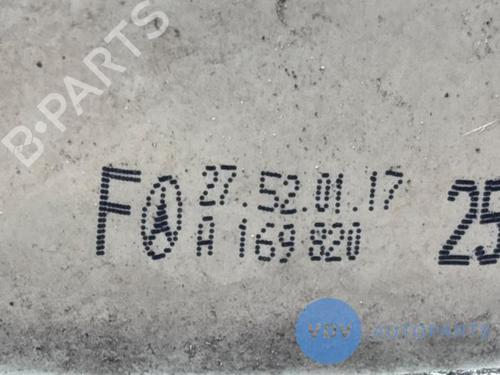 B-PARTS
F 27.52.01.17
A 169 820
25
VDV AUTOPARTS